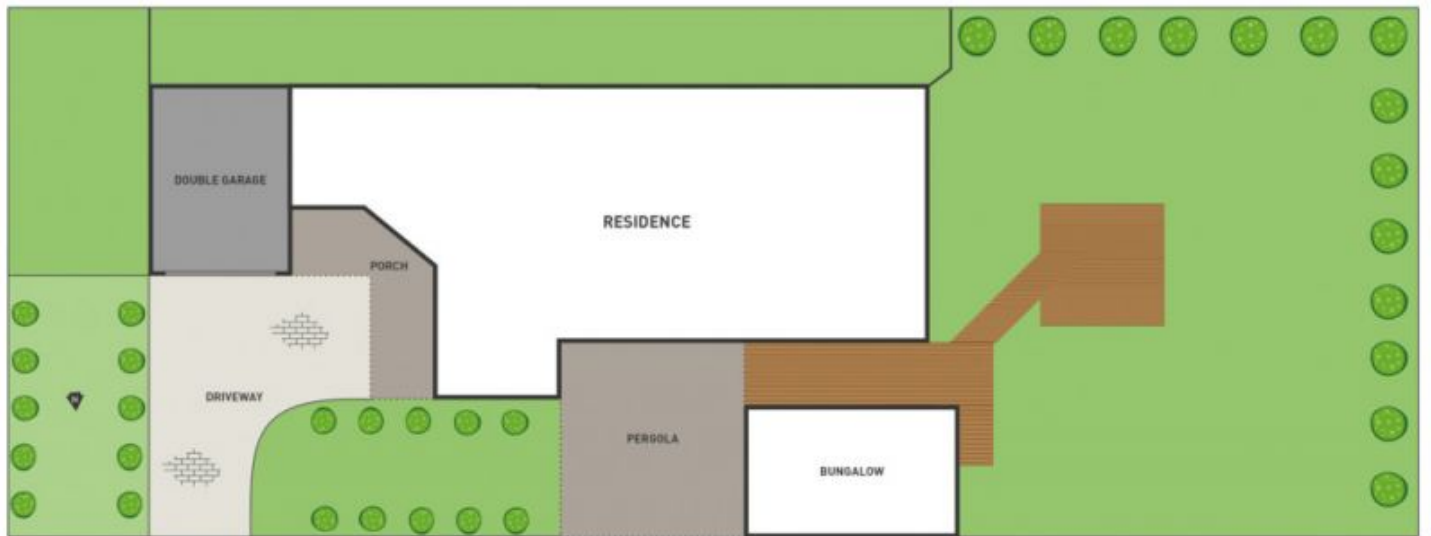 DOUBLE GARAGE
RESIDENCE
PORCH
DRIVEWAY
PERGOLA
BUNGALOW